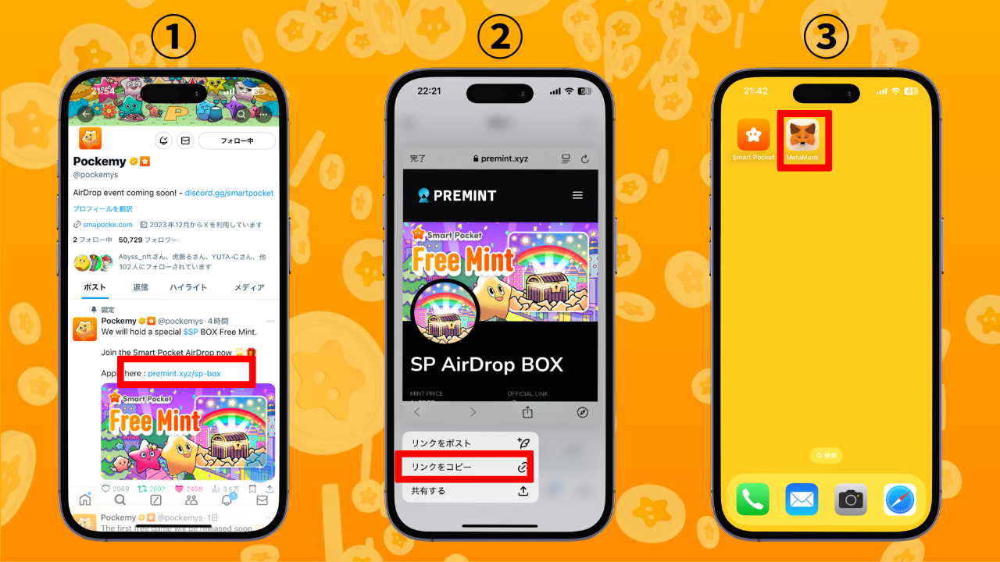 ①
21:54
P
フォロー中
Pockemy
@pockemys
AirDrop event coming soon! – discord.gg/smartpocket
プロフィールを翻訳
smapocke.com 2023年12月からXを利用しています
2 フォロー中 50,729 フォロワー
Abyss_nftさん、虎振るさん、YUTA-Cさん、他
102人にフォローされています
ポスト 返信 ハイライト メディア
固定
Pockemy @pockemys·4時間
We will hold a special $SP BOX Free Mint.
Join the Smart Pocket AirDrop now
Apply here : premint.xyz/sp-box
Smart Pocket
Free Mint
2089 2507 2498 3.5万
Pockemy @pockemys·1日
The first free game will be released soon
②
22:21
61
完了 premint.xyz
PREMINT
Smart Pocket
Free Mint
SP AirDrop BOX
MINT PRICE OFFICIAL LINK
リンクをポスト
リンクをコピー
共有する
③
21:42
61
Smart Pocket MetaMask
検索